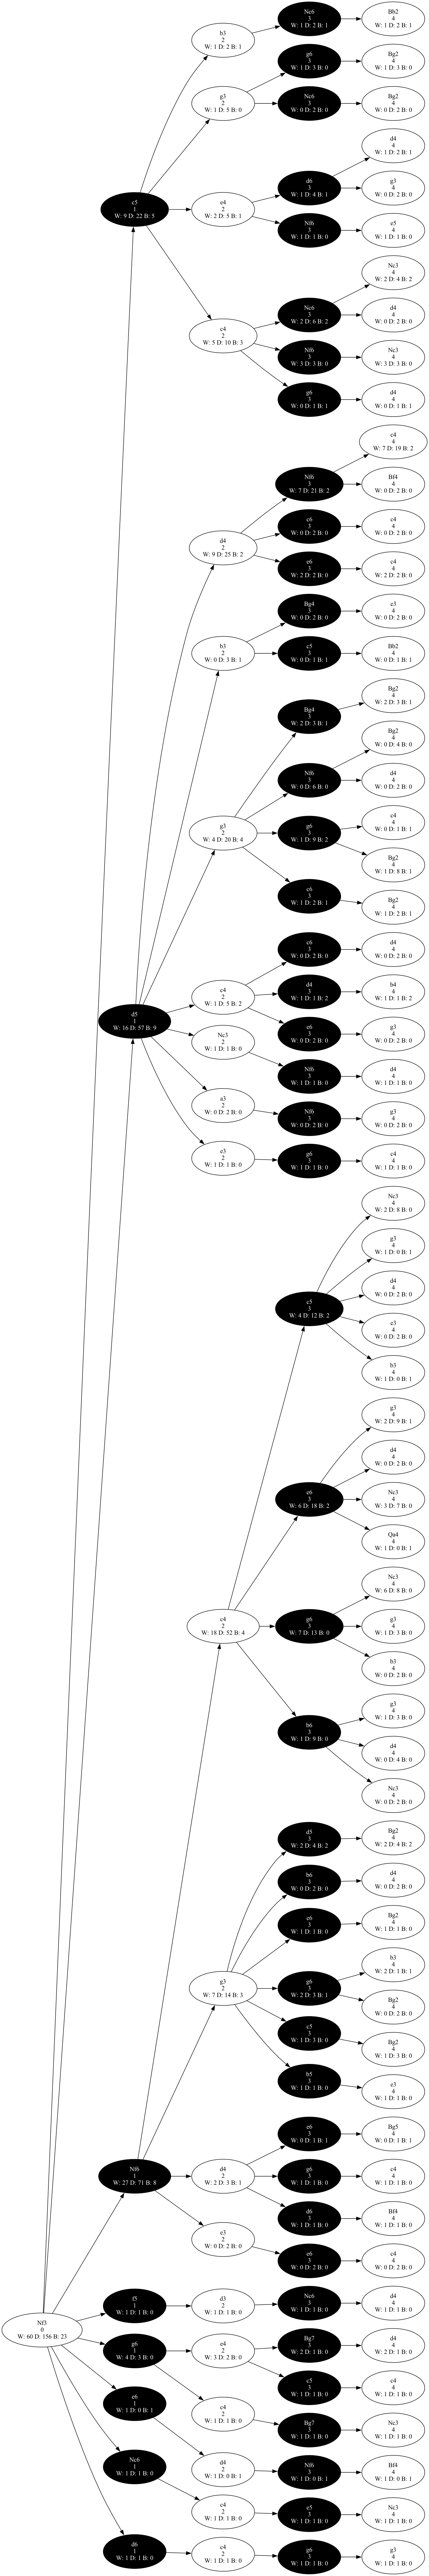 Nc6
3
W: 1 D: 2 B: 1
Bb2
4
W: 1 D: 2 B: 1
b3
2
W: 1 D: 2 B: 1
g6
3
W: 1 D: 3 B: 0
Bg2
4
W: 1 D: 3 B: 0
g3
2
W: 1 D: 5 B: 0
Nc6
3
W: 0 D: 2 B: 0
Bg2
4
W: 0 D: 2 B: 0
d4
4
W: 1 D: 2 B: 1
d6
3
W: 1 D: 4 B: 1
g3
4
W: 0 D: 2 B: 0
c5
1
W: 9 D: 22 B: 5
e4
2
W: 2 D: 5 B: 1
Nf6
3
W: 1 D: 1 B: 0
e5
4
W: 1 D: 1 B: 0
Nc3
4
W: 2 D: 4 B: 2
Nc6
3
W: 2 D: 6 B: 2
d4
4
W: 0 D: 2 B: 0
c4
2
W: 5 D: 10 B: 3
Nf6
3
W: 3 D: 3 B: 0
Nc3
4
W: 3 D: 3 B: 0
g6
3
W: 0 D: 1 B: 1
d4
4
W: 0 D: 1 B: 1
c4
4
W: 7 D: 19 B: 2
Nf6
3
W: 7 D: 21 B: 2
Bf4
4
W: 0 D: 2 B: 0
d4
2
W: 9 D: 25 B: 2
c6
3
W: 0 D: 2 B: 0
c4
4
W: 0 D: 2 B: 0
e6
3
W: 2 D: 2 B: 0
c4
4
W: 2 D: 2 B: 0
Bg4
3
W: 0 D: 2 B: 0
e3
4
W: 0 D: 2 B: 0
b3
2
W: 0 D: 3 B: 1
c5
3
W: 0 D: 1 B: 1
Bb2
4
W: 0 D: 1 B: 1
Bg4
3
W: 2 D: 3 B: 1
Bg2
4
W: 2 D: 3 B: 1
Nf6
3
W: 0 D: 6 B: 0
Bg2
4
W: 0 D: 4 B: 0
d4
4
W: 0 D: 2 B: 0
g3
2
W: 4 D: 20 B: 4
g6
3
W: 1 D: 9 B: 2
c4
4
W: 0 D: 1 B: 1
Bg2
4
W: 1 D: 8 B: 1
c6
3
W: 1 D: 2 B: 1
Bg2
4
W: 1 D: 2 B: 1
c6
3
W: 0 D: 2 B: 0
d4
4
W: 0 D: 2 B: 0
c4
2
W: 1 D: 5 B: 2
d4
3
W: 1 D: 1 B: 2
b4
4
W: 1 D: 1 B: 2
d5
1
W: 16 D: 57 B: 9
e6
3
W: 0 D: 2 B: 0
g3
4
W: 0 D: 2 B: 0
Nc3
2
W: 1 D: 1 B: 0
Nf6
3
W: 1 D: 1 B: 0
d4
4
W: 1 D: 1 B: 0
a3
2
W: 0 D: 2 B: 0
Nf6
3
W: 0 D: 2 B: 0
g3
4
W: 0 D: 2 B: 0
e3
2
W: 1 D: 1 B: 0
g6
3
W: 1 D: 1 B: 0
c4
4
W: 1 D: 1 B: 0
Nc3
4
W: 2 D: 8 B: 0
g3
4
W: 1 D: 0 B: 1
c5
3
W: 4 D: 12 B: 2
d4
4
W: 0 D: 2 B: 0
e3
4
W: 0 D: 2 B: 0
b3
4
W: 1 D: 0 B: 1
g3
4
W: 2 D: 9 B: 1
d4
4
W: 0 D: 2 B: 0
e6
3
W: 6 D: 18 B: 2
Nc3
4
W: 3 D: 7 B: 0
Qa4
4
W: 1 D: 0 B: 1
Nc3
4
W: 6 D: 8 B: 0
c4
2
W: 18 D: 52 B: 4
g6
3
W: 7 D: 13 B: 0
g3
4
W: 1 D: 3 B: 0
b3
4
W: 0 D: 2 B: 0
g3
4
W: 1 D: 3 B: 0
b6
3
W: 1 D: 9 B: 0
d4
4
W: 0 D: 4 B: 0
Nc3
4
W: 0 D: 2 B: 0
d5
3
W: 2 D: 4 B: 2
Bg2
4
W: 2 D: 4 B: 2
b6
3
W: 0 D: 2 B: 0
d4
4
W: 0 D: 2 B: 0
e6
3
W: 1 D: 1 B: 0
Bg2
4
W: 1 D: 1 B: 0
g3
2
W: 7 D: 14 B: 3
g6
3
W: 2 D: 3 B: 1
b3
4
W: 2 D: 1 B: 1
Bg2
4
W: 0 D: 2 B: 0
c5
3
W: 1 D: 3 B: 0
Bg2
4
W: 1 D: 3 B: 0
b5
3
W: 1 D: 1 B: 0
e3
4
W: 1 D: 1 B: 0
e6
3
W: 0 D: 1 B: 1
Bg5
4
W: 0 D: 1 B: 1
Nf6
1
W: 27 D: 71 B: 8
d4
2
W: 2 D: 3 B: 1
g6
3
W: 1 D: 1 B: 0
c4
4
W: 1 D: 1 B: 0
d6
3
W: 1 D: 1 B: 0
Bf4
4
W: 1 D: 1 B: 0
e3
2
W: 0 D: 2 B: 0
c6
3
W: 0 D: 2 B: 0
c4
4
W: 0 D: 2 B: 0
f5
1
W: 1 D: 1 B: 0
d3
2
W: 1 D: 1 B: 0
Nc6
3
W: 1 D: 1 B: 0
d4
4
W: 1 D: 1 B: 0
Nf3
0
W: 60 D: 156 B: 23
g6
1
W: 4 D: 3 B: 0
e4
2
W: 3 D: 2 B: 0
Bg7
3
W: 2 D: 1 B: 0
d4
4
W: 2 D: 1 B: 0
c5
3
W: 1 D: 1 B: 0
c4
4
W: 1 D: 1 B: 0
e6
1
W: 1 D: 0 B: 1
c4
2
W: 1 D: 1 B: 0
Bg7
3
W: 1 D: 1 B: 0
Nc3
4
W: 1 D: 1 B: 0
Nc6
1
W: 1 D: 1 B: 0
d4
2
W: 1 D: 0 B: 1
Nf6
3
W: 1 D: 0 B: 1
Bf4
4
W: 1 D: 0 B: 1
c4
2
W: 1 D: 1 B: 0
e5
3
W: 1 D: 1 B: 0
Nc3
4
W: 1 D: 1 B: 0
d6
1
W: 1 D: 1 B: 0
c4
2
W: 1 D: 1 B: 0
g6
3
W: 1 D: 1 B: 0
g3
4
W: 1 D: 1 B: 0